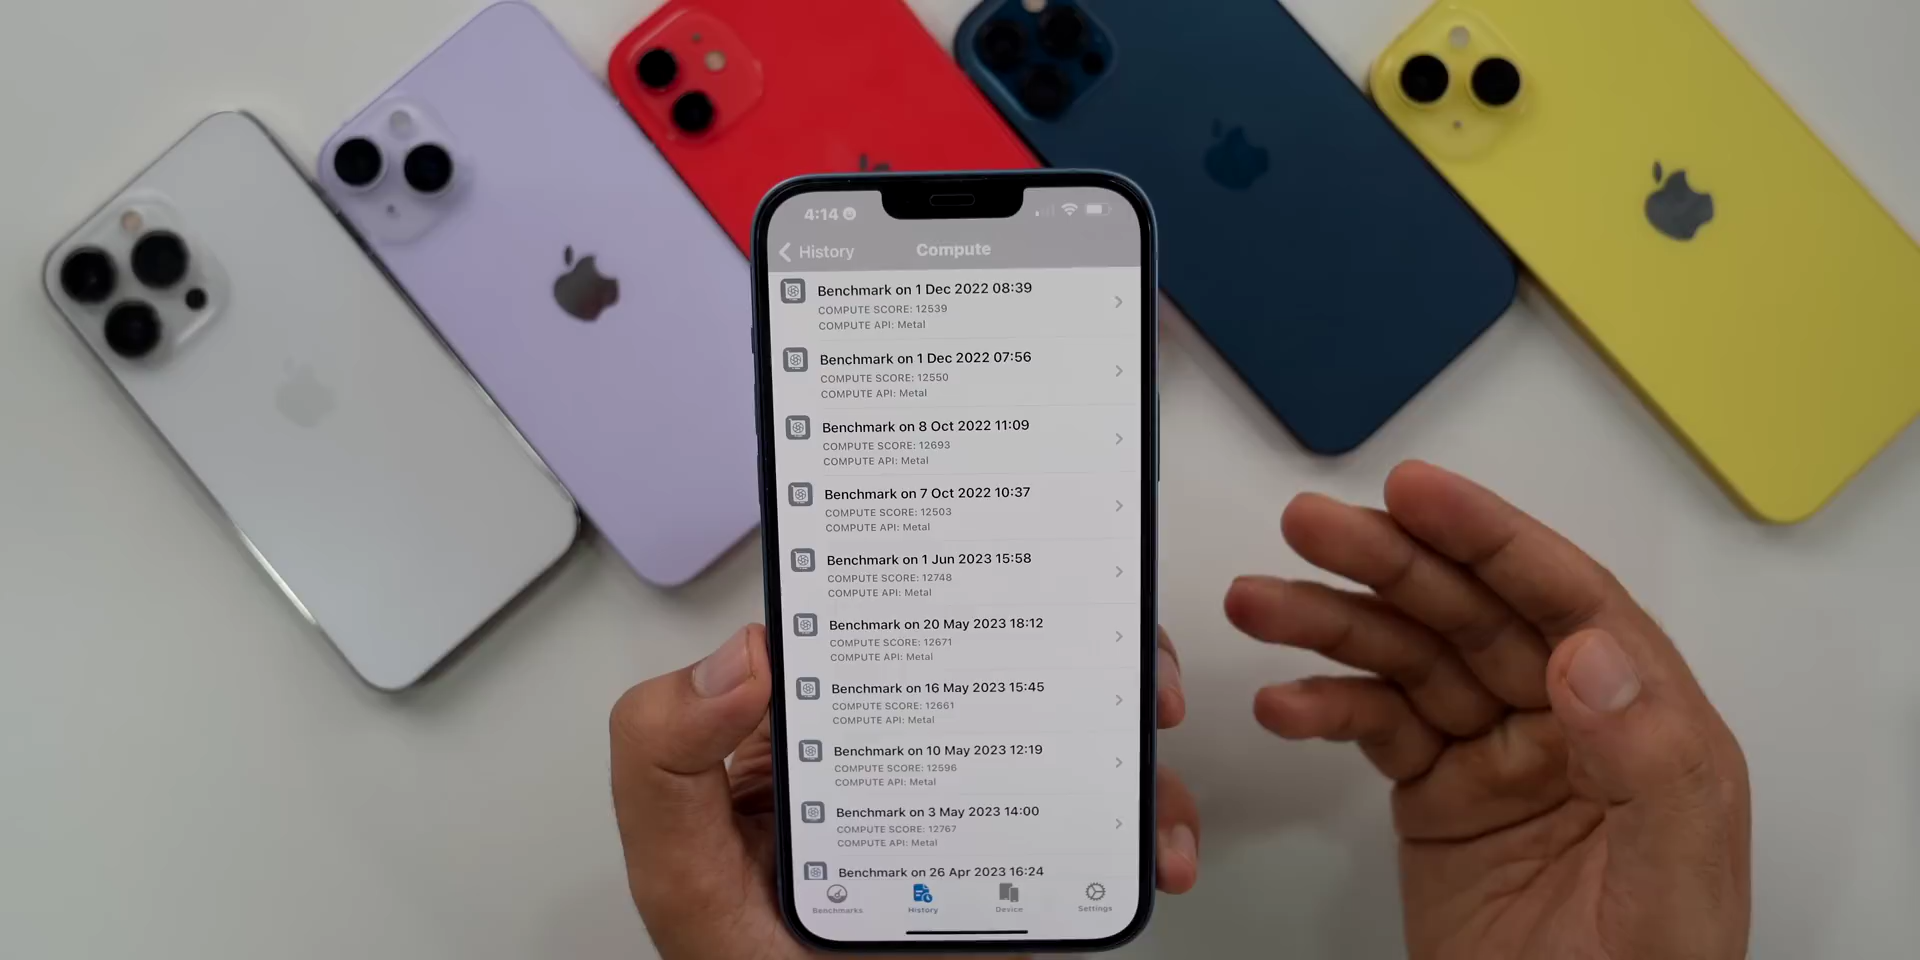 4:14
History
Compute
Benchmark on 1 Dec 2022 08:39
COMPUTE SCORE: 12539
COMPUTE API: Metal
Benchmark on 1 Dec 2022 07:56
COMPUTE SCORE: 12550
COMPUTE API: Metal
Benchmark on 8 Oct 2022 11:09
COMPUTE SCORE: 12693
COMPUTE API: Metal
Benchmark on 7 Oct 2022 10:37
COMPUTE SCORE: 12503
COMPUTE API: Metal
Benchmark on 1 Jun 2023 15:58
COMPUTE SCORE: 12748
COMPUTE API: Metal
Benchmark on 20 May 2023 18:12
COMPUTE SCORE: 12671
COMPUTE API: Metal
Benchmark on 16 May 2023 15:45
COMPUTE SCORE: 12661
COMPUTE API: Metal
Benchmark on 10 May 2023 12:19
COMPUTE SCORE: 12596
COMPUTE API: Metal
Benchmark on 3 May 2023 14:00
COMPUTE SCORE: 12767
COMPUTE API: Metal
Benchmark on 26 Apr 2023 16:24
Benchmarks
History
Device
Settings